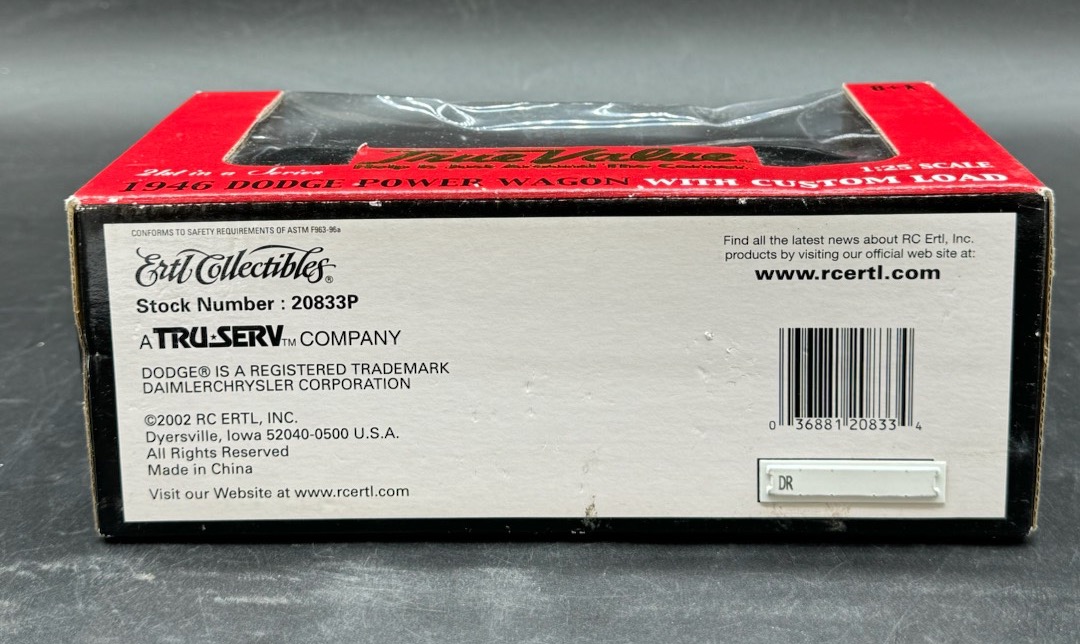 8+
True Value
21st in a Series
1:25 SCALE
1946 DODGE POWER WAGON WITH CUSTOM LOAD
CONFORMS TO SAFETY REQUIREMENTS OF ASTM F963-96a
Ertl Collectibles®
Stock Number : 20833P
A TRU★SERV™ COMPANY
DODGE® IS A REGISTERED TRADEMARK
DAIMLERCHRYSLER CORPORATION
©2002 RC ERTL, INC.
Dyersville, Iowa 52040-0500 U.S.A.
All Rights Reserved
Made in China
Visit our Website at www.rcertl.com
Find all the latest news about RC Ertl, Inc.
products by visiting our official web site at:
www.rcertl.com
0 36881 20833 4
DR